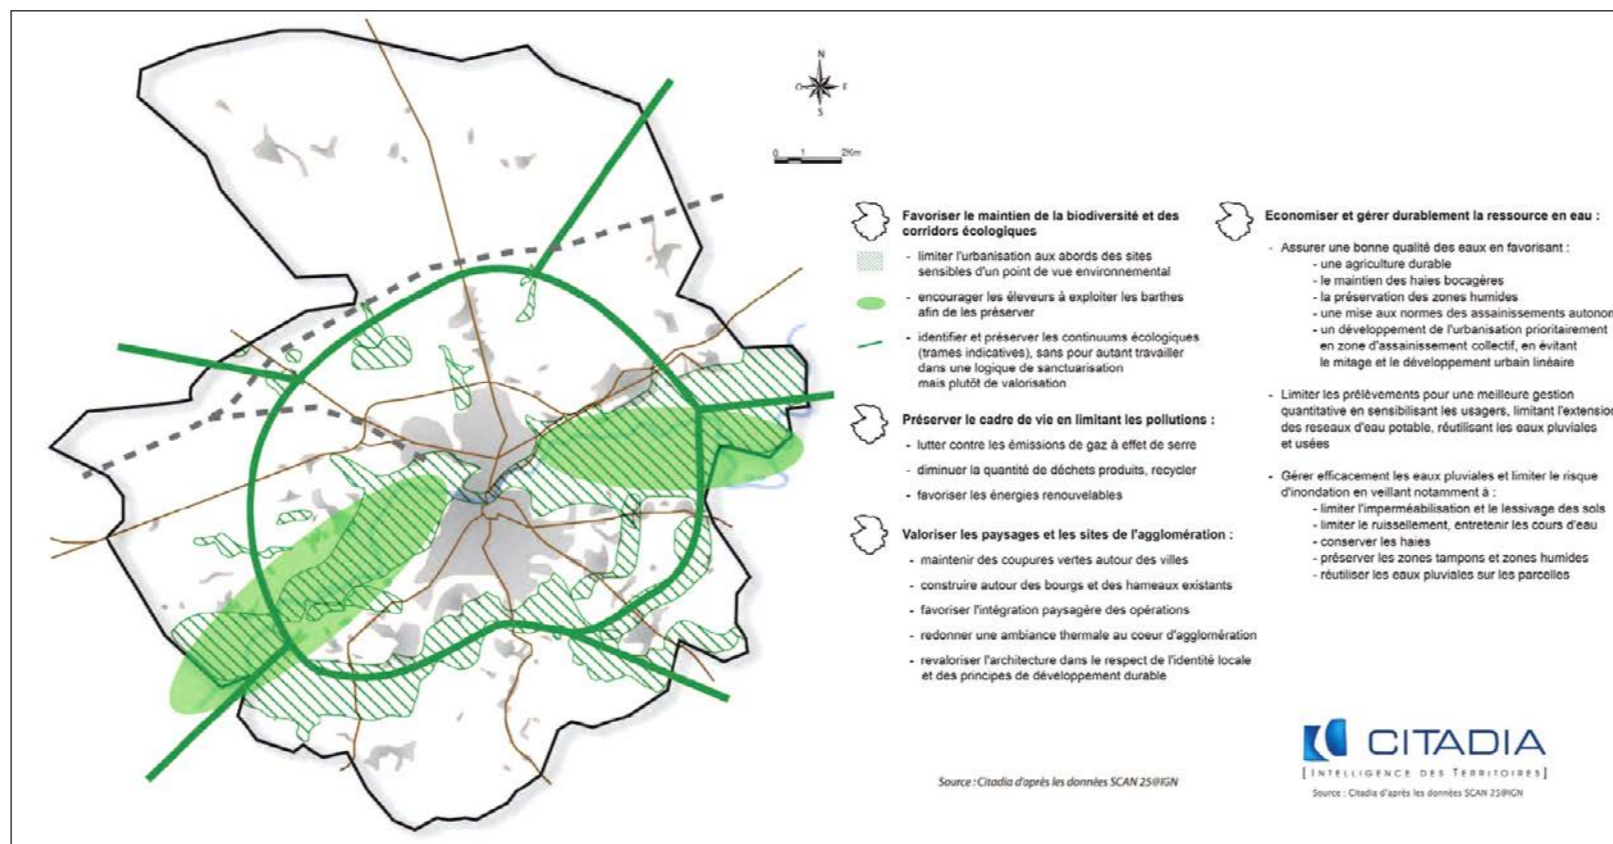 N
O
E
S
0 1 2Km
Favoriser le maintien de la biodiversité et des
corridors écologiques
- limiter l'urbanisation aux abords des sites
sensibles d'un point de vue environnemental
- encourager les éleveurs à exploiter les barthes
afin de les préserver
- identifier et préserver les continuums écologiques
(trames indicatives), sans pour autant travailler
dans une logique de sanctuarisation
mais plutôt de valorisation
Préserver le cadre de vie en limitant les pollutions :
- lutter contre les émissions de gaz à effet de serre
- diminuer la quantité de déchets produits, recycler
- favoriser les énergies renouvelables
Valoriser les paysages et les sites de l'agglomération :
- maintenir des coupures vertes autour des villes
- construire autour des bourgs et des hameaux existants
- favoriser l'intégration paysagère des opérations
- redonner une ambiance thermale au coeur d'agglomération
- revaloriser l'architecture dans le respect de l'identité locale
et des principes de développement durable
Source : Citadia d'après les données SCAN 25@IGN
Economiser et gérer durablement la ressource en eau :
- Assurer une bonne qualité des eaux en favorisant :
- une agriculture durable
- le maintien des haies bocagères
- la préservation des zones humides
- une mise aux normes des assainissements autonom
- un développement de l'urbanisation prioritairement
en zone d'assainissement collectif, en évitant
le mitage et le développement urbain linéaire
- Limiter les prélèvements pour une meilleure gestion
quantitative en sensibilisant les usagers, limitant l'extension
des reseaux d'eau potable, réutilisant les eaux pluviales
et usées
- Gérer efficacement les eaux pluviales et limiter le risque
d'inondation en veillant notamment à :
- limiter l'imperméabilisation et le lessivage des sols
- limiter le ruissellement, entretenir les cours d'eau
- conserver les haies
- préserver les zones tampons et zones humides
- réutiliser les eaux pluviales sur les parcelles
CITADIA
[INTELLIGENCE DES TERRITOIRES]
Source : Citadia d'après les données SCAN 25@IGN